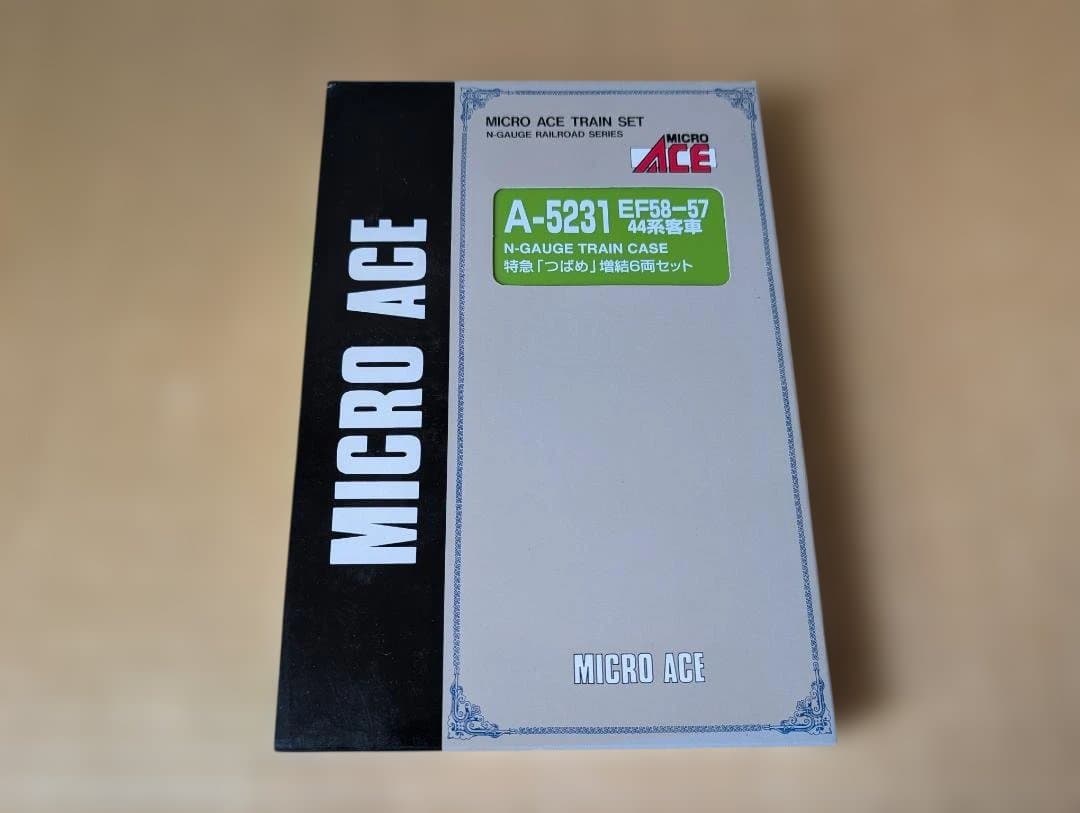 MICRO ACE
MICRO ACE TRAIN SET
N-GAUGE RAILROAD SERIES
MICRO
ACE
A-5231 EF58-57
44系客車
N-GAUGE TRAIN CASE
特急「つばめ」増結6両セット
MICRO ACE